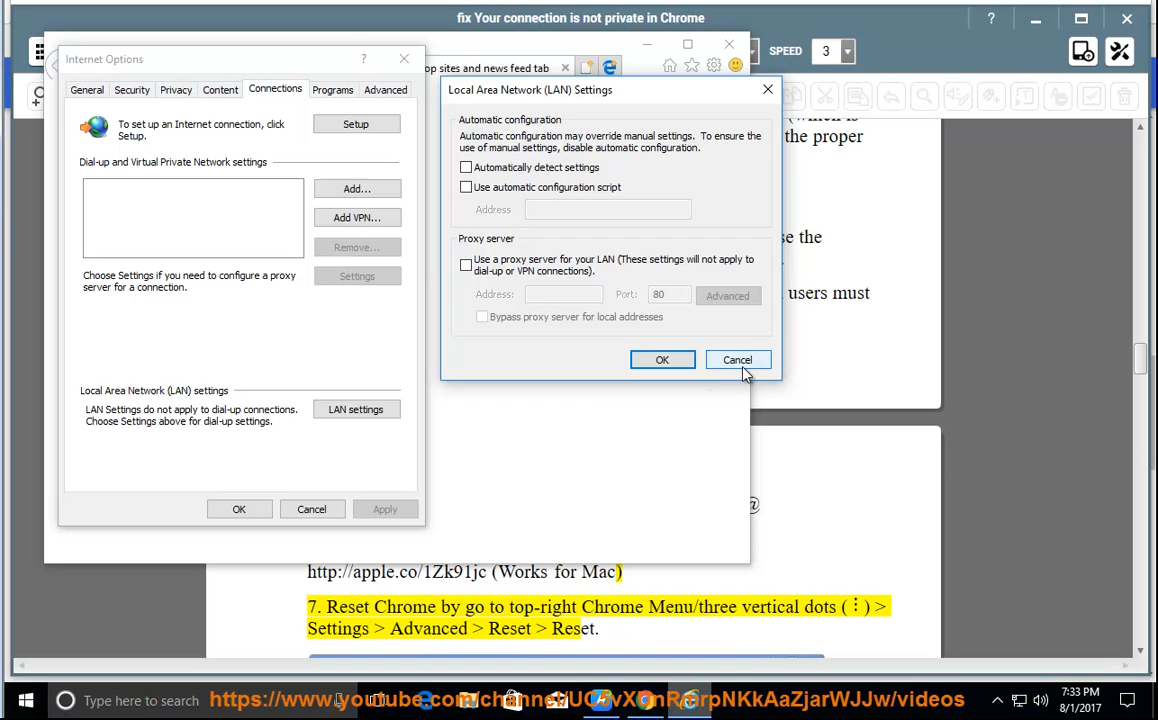 fix Your connection is not private in Chrome
?
SPEED
3
Internet Options
?
op sites and news feed tab
General
Security
Privacy
Content
Connections
Programs
Advanced
To set up an Internet connection, click
Setup.
Setup
Dial-up and Virtual Private Network settings
Add...
Add VPN...
Remove...
Choose Settings if you need to configure a proxy
server for a connection.
Settings
Local Area Network (LAN) settings
LAN Settings do not apply to dial-up connections.
Choose Settings above for dial-up settings.
LAN settings
OK
Cancel
Apply
Local Area Network (LAN) Settings
Automatic configuration
Automatic configuration may override manual settings. To ensure the
use of manual settings, disable automatic configuration.
Automatically detect settings
Use automatic configuration script
Address
Proxy server
Use a proxy server for your LAN (These settings will not apply to
dial-up or VPN connections).
Address:
Port:
80
Advanced
Bypass proxy server for local addresses
OK
Cancel
the proper
the
users must
@
http://apple.co/1Zk91jc (Works for Mac)
7. Reset Chrome by go to top-right Chrome Menu/three vertical dots (⋮) >
Settings > Advanced > Reset > Reset.
Type here to search
7:33 PM
8/1/2017